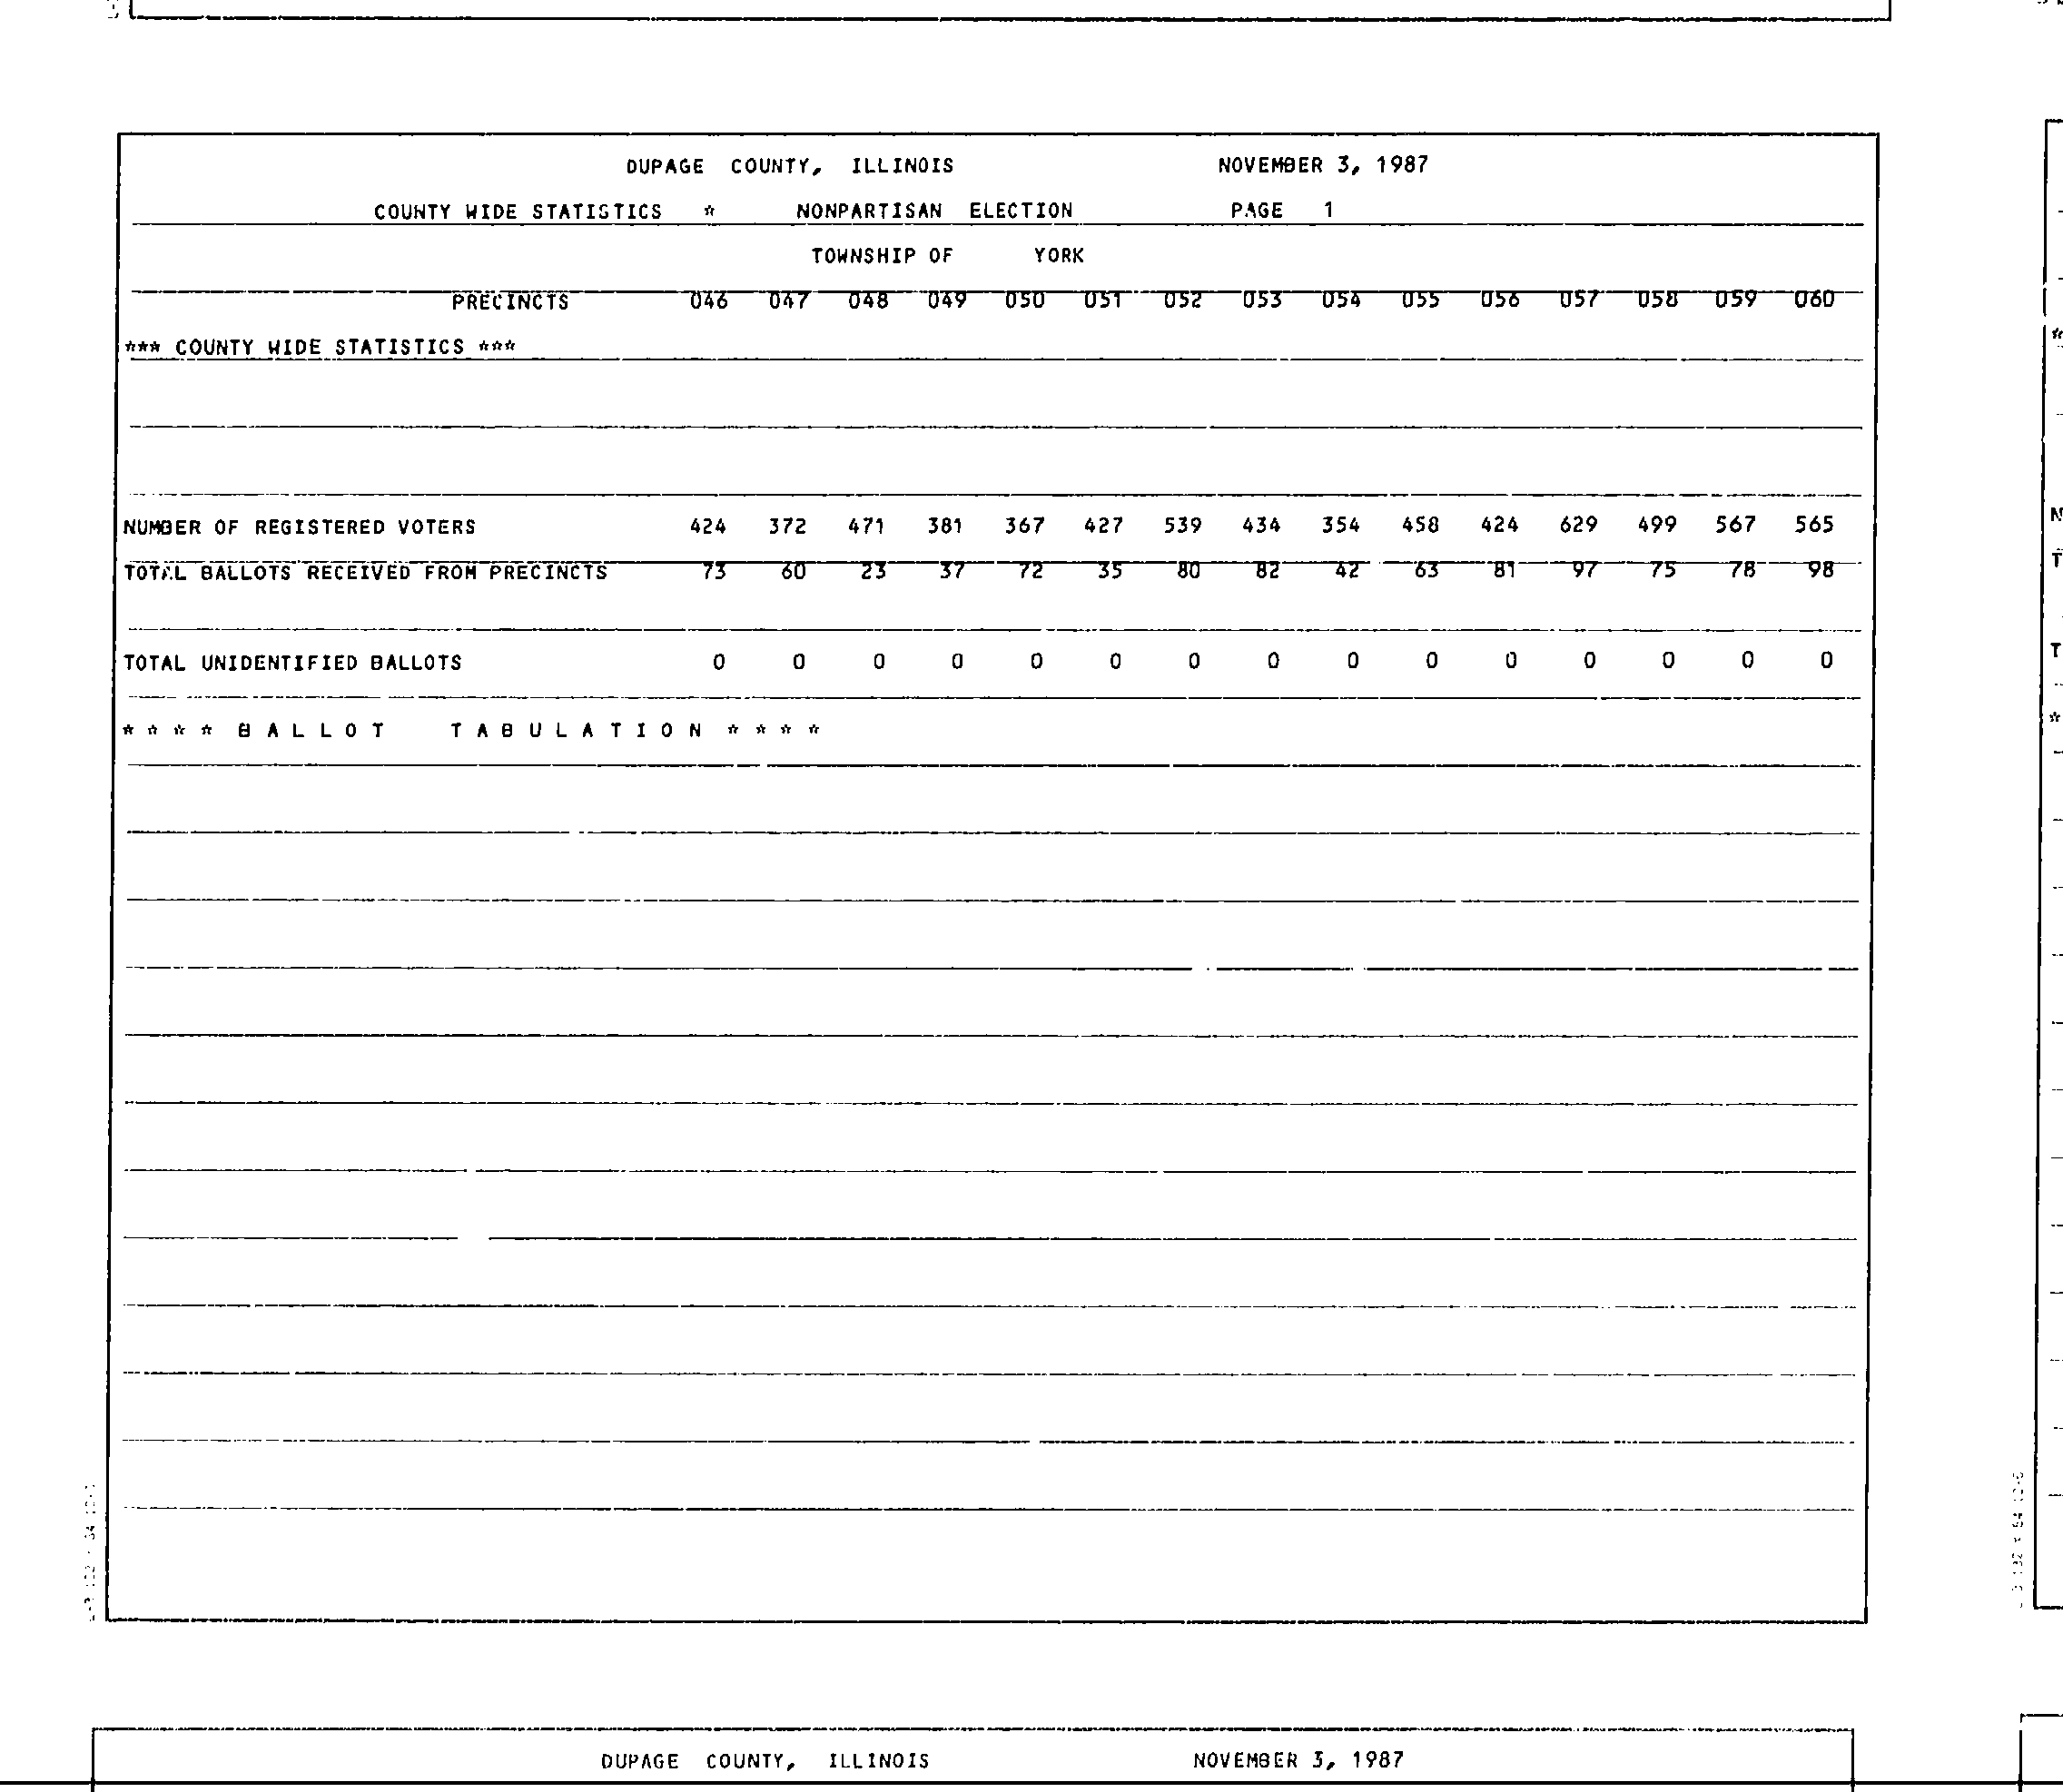 DUPAGE COUNTY, ILLINOIS NOVEMBER 3, 1987
COUNTY WIDE STATISTICS * NONPARTISAN ELECTION PAGE 1
TOWNSHIP OF YORK
PRECINCTS 046 047 048 049 050 051 052 053 054 055 056 057 058 059 060
*** COUNTY WIDE STATISTICS ***
NUMBER OF REGISTERED VOTERS 424 372 471 381 367 427 539 434 354 458 424 629 499 567 565
TOTAL BALLOTS RECEIVED FROM PRECINCTS 73 60 23 37 72 35 80 82 42 63 81 97 75 78 98
TOTAL UNIDENTIFIED BALLOTS 0 0 0 0 0 0 0 0 0 0 0 0 0 0 0
* * * * B A L L O T T A B U L A T I O N * * * *
DUPAGE COUNTY, ILLINOIS NOVEMBER 3, 1987